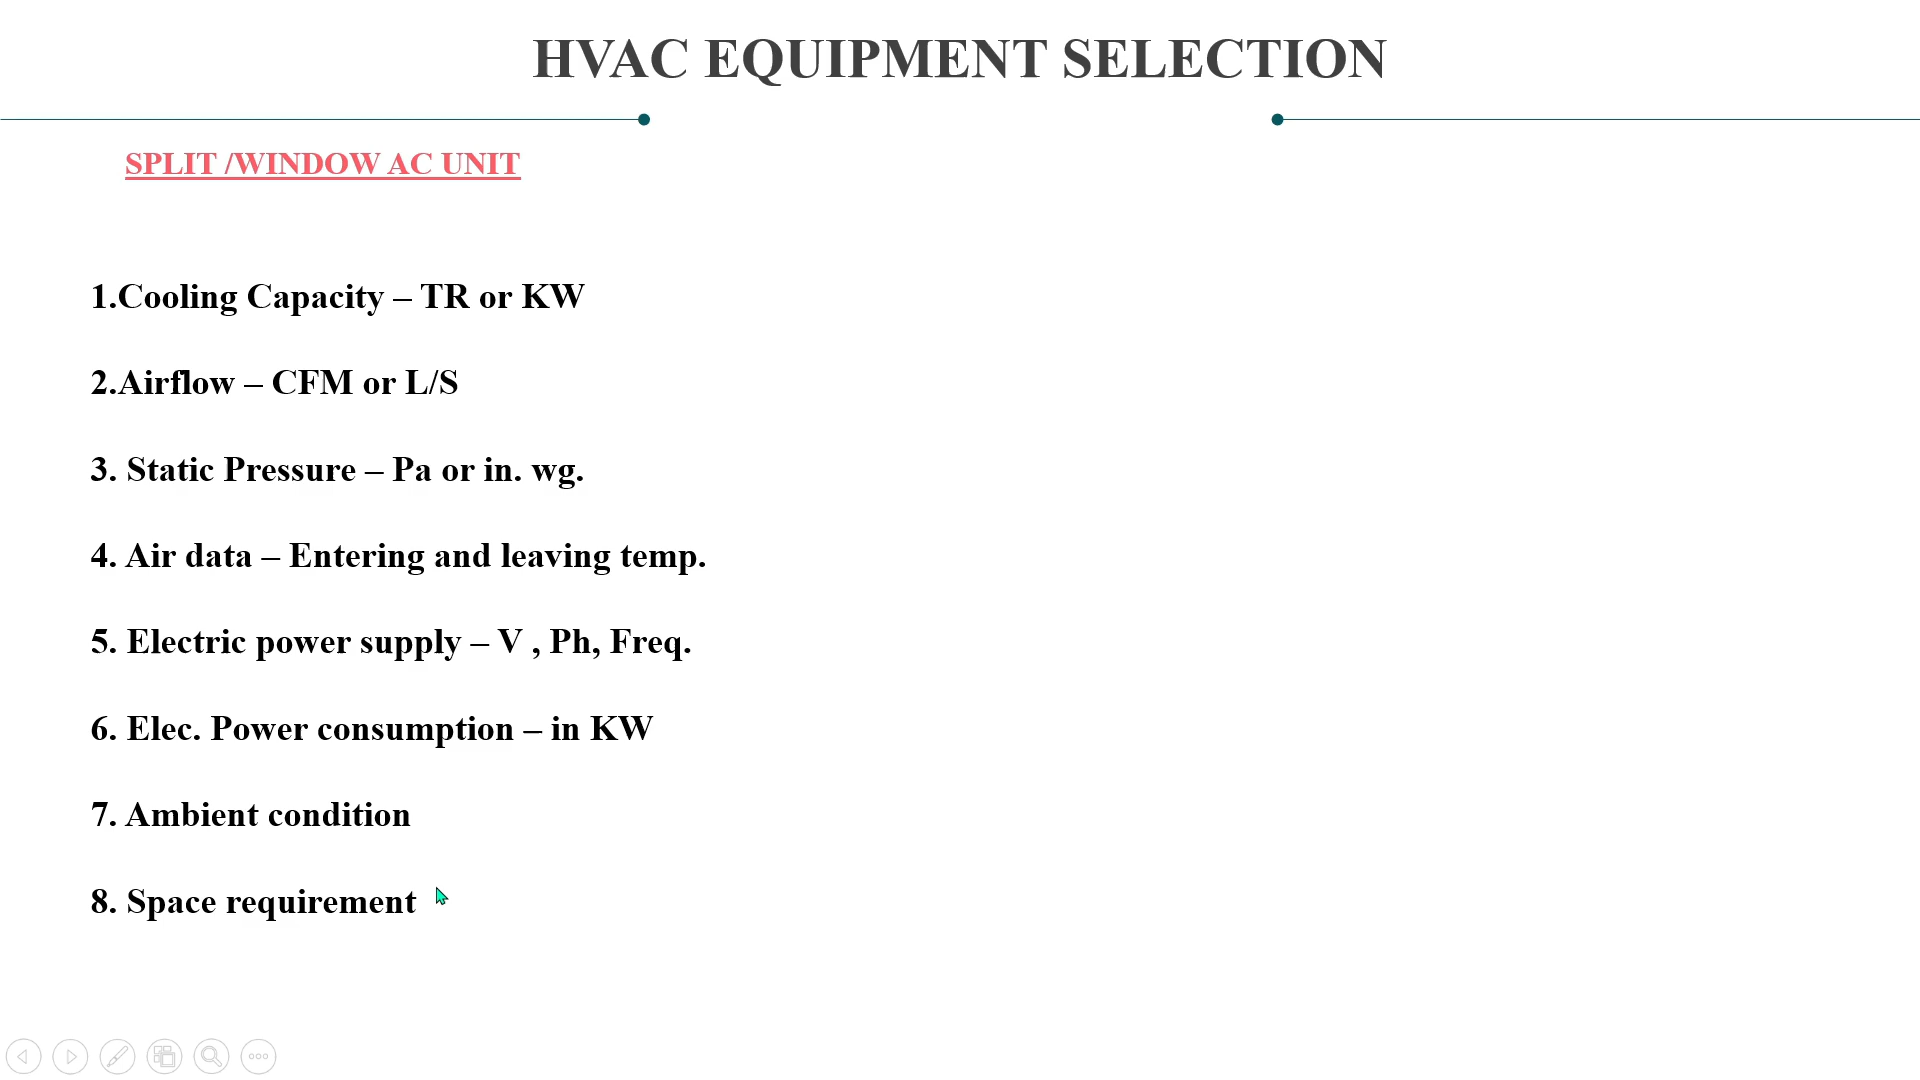 HVAC EQUIPMENT SELECTION
SPLIT /WINDOW AC UNIT
1.Cooling Capacity – TR or KW
2.Airflow – CFM or L/S
3. Static Pressure – Pa or in. wg.
4. Air data – Entering and leaving temp.
5. Electric power supply – V , Ph, Freq.
6. Elec. Power consumption – in KW
7. Ambient condition
8. Space requirement